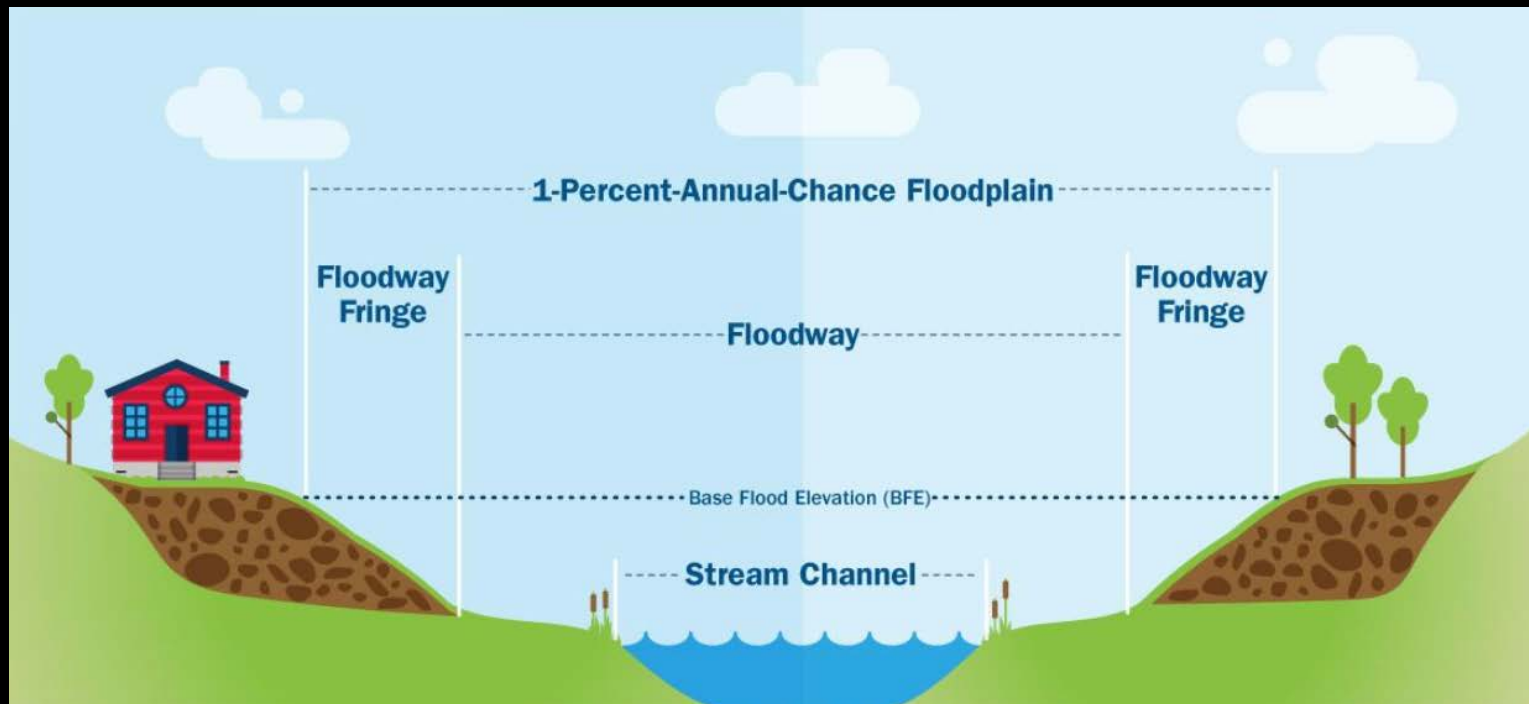 1-Percent-Annual-Chance Floodplain
Floodway
Fringe
Floodway
Fringe
Floodway
Base Flood Elevation (BFE)
Stream Channel